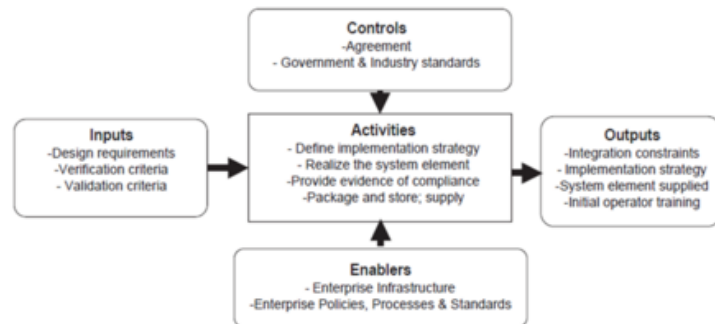 Controls
-Agreement
- Government & Industry standards
Inputs
-Design requirements
-Verification criteria
- Validation criteria
Activities
- Define implementation strategy
- Realize the system element
-Provide evidence of compliance
-Package and store; supply
Outputs
-Integration constraints
- Implementation strategy
-System element supplied
-Initial operator training
Enablers
- Enterprise Infrastructure
-Enterprise Policies, Processes & Standards